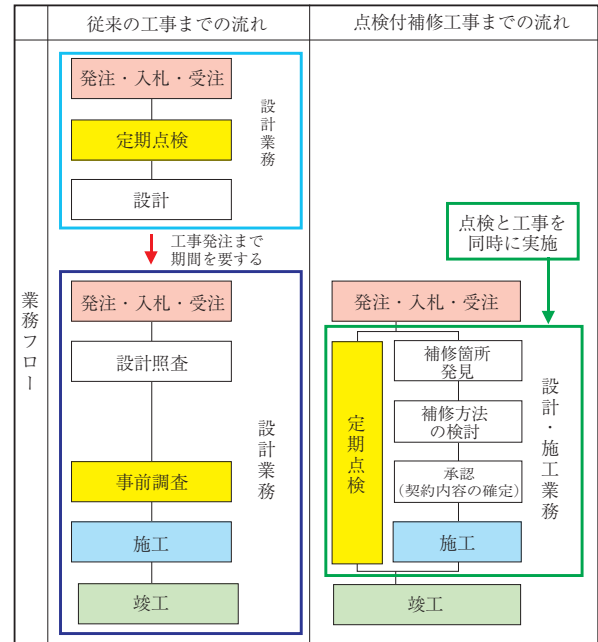 従来の工事までの流れ
点検付補修工事までの流れ
業務フロー
発注・入札・受注
定期点検
設計
設計業務
工事発注まで
期間を要する
発注・入札・受注
設計照査
事前調査
施工
竣工
設計業務
点検と工事を
同時に実施
発注・入札・受注
定期点検
補修箇所
発見
補修方法
の検討
承認
(契約内容の確定)
施工
設計・施工業務
竣工